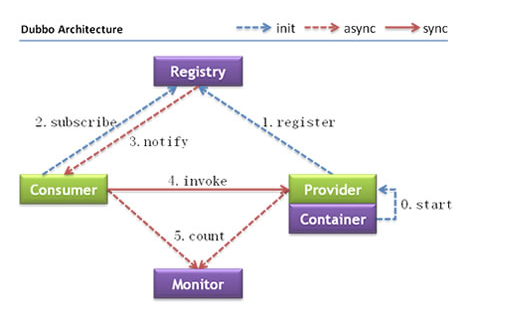 Dubbo Architecture
init
async
sync
Registry
2. subscribe
1. register
3. notify
Consumer
4. invoke
Provider
Container
0. start
5. count
Monitor